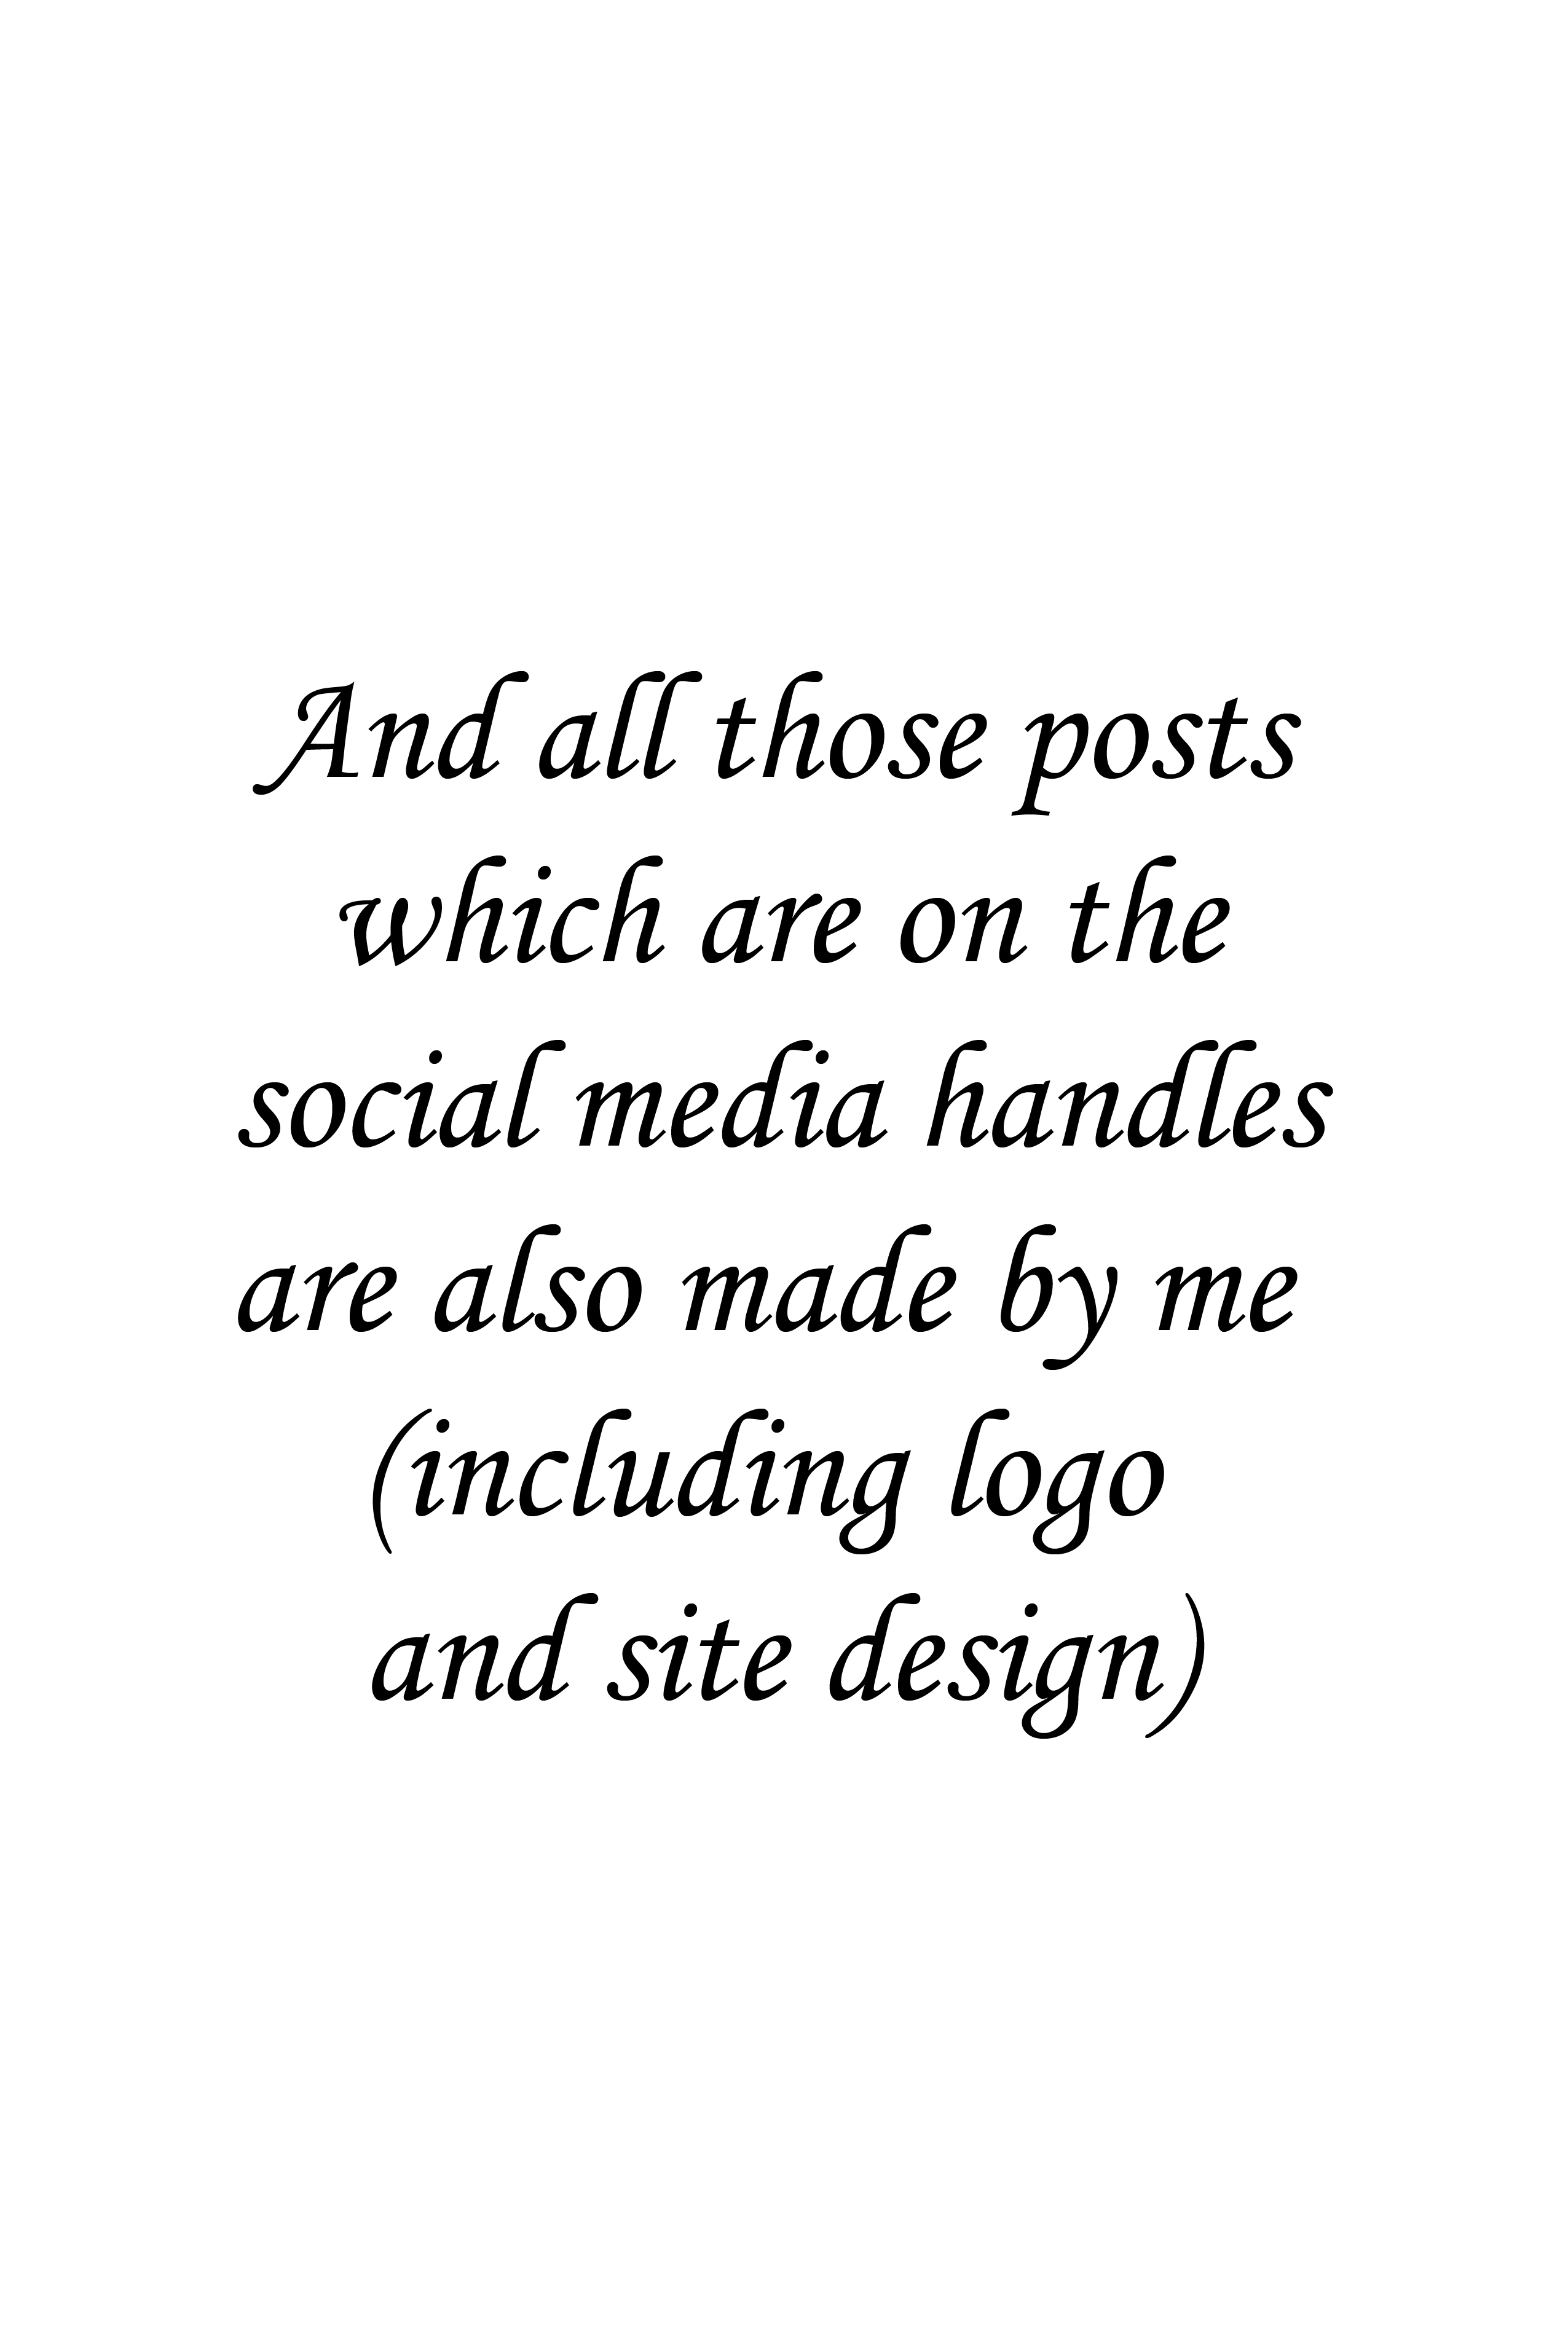 And all those posts
which are on the
social media handles
are also made by me
(including logo
and site design)